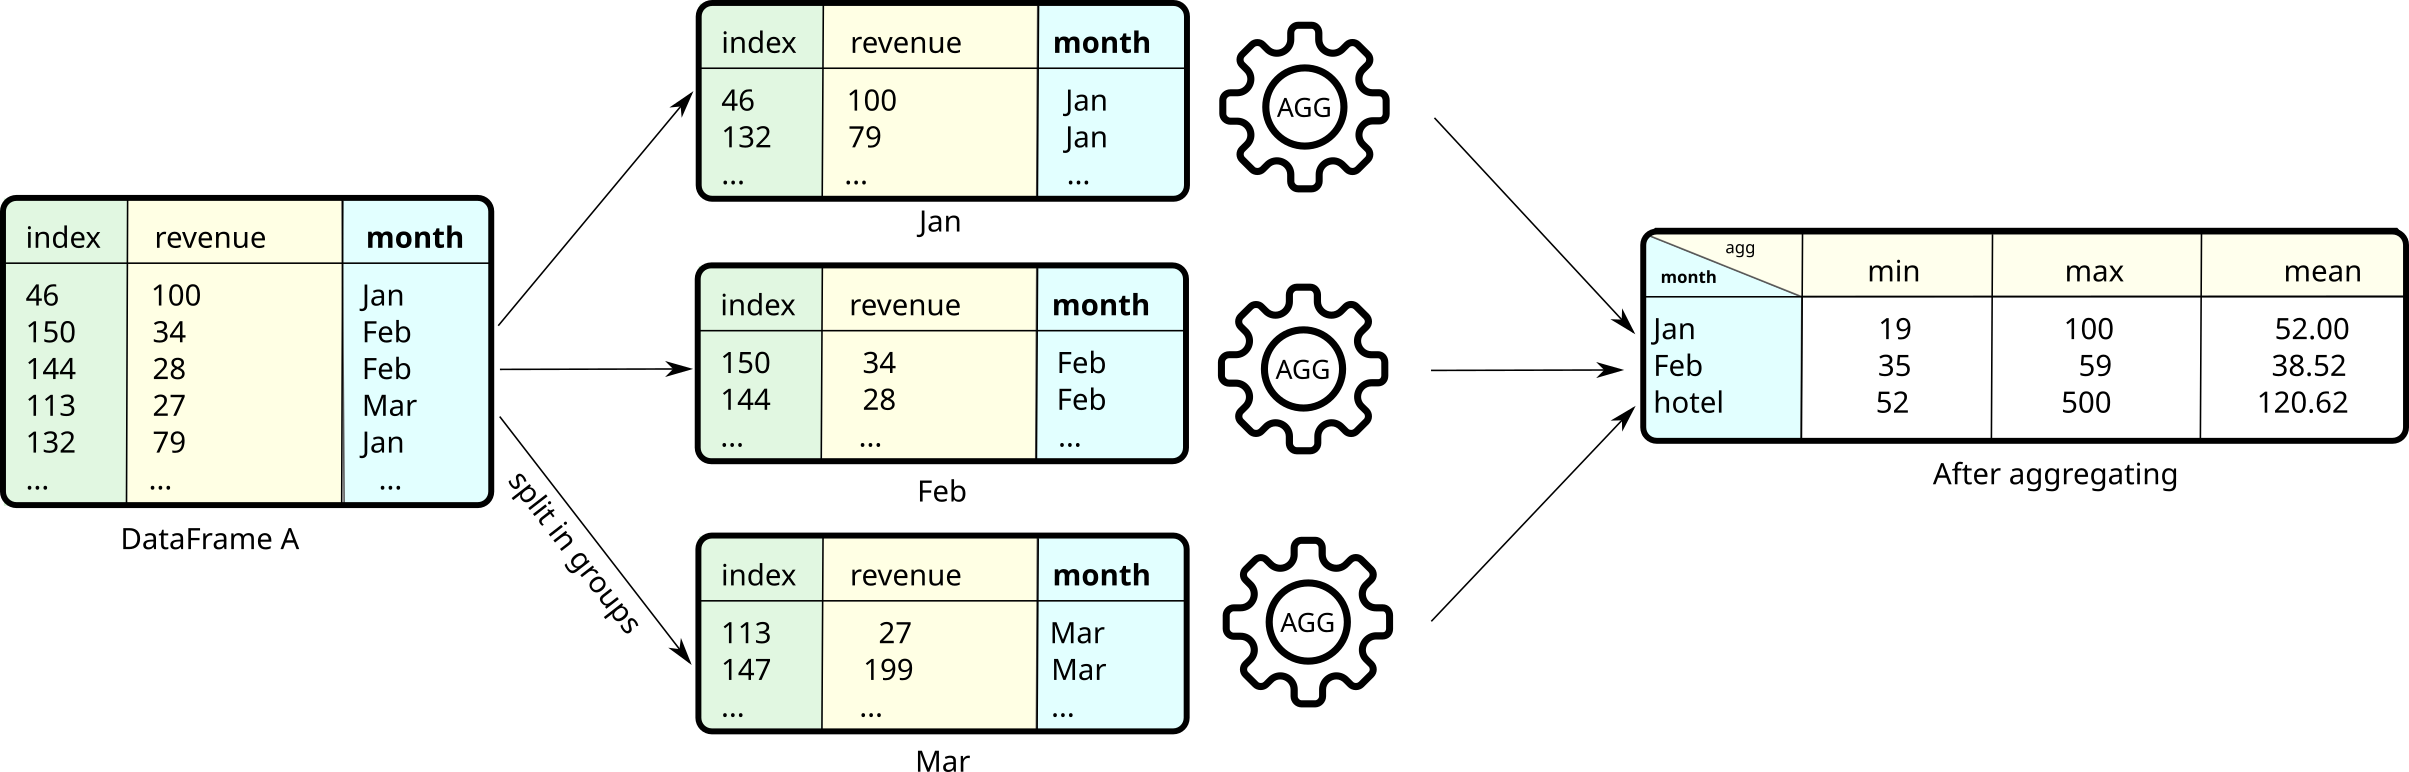 index revenue month
46 100 Jan
150 34 Feb
144 28 Feb
113 27 Mar
132 79 Jan
... ... ...
DataFrame A
split in groups
index revenue month
46 100 Jan
132 79 Jan
... ... ...
Jan
AGG
index revenue month
150 34 Feb
144 28 Feb
... ... ...
Feb
AGG
index revenue month
113 27 Mar
147 199 Mar
... ... ...
Mar
AGG
agg
month min max mean
Jan 19 100 52.00
Feb 35 59 38.52
hotel 52 500 120.62
After aggregating